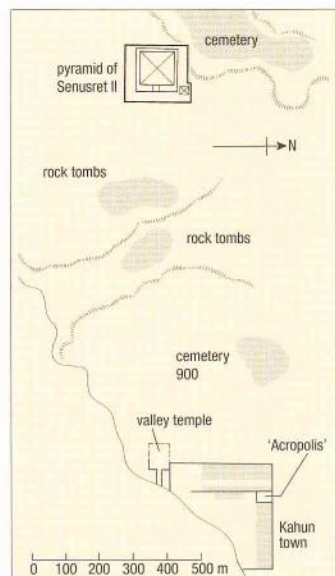 cemetery
pyramid of
Senusret II
N
rock tombs
rock tombs
cemetery
900
valley temple
'Acropolis'
Kahun
town
0 100 200 300 400 500 m